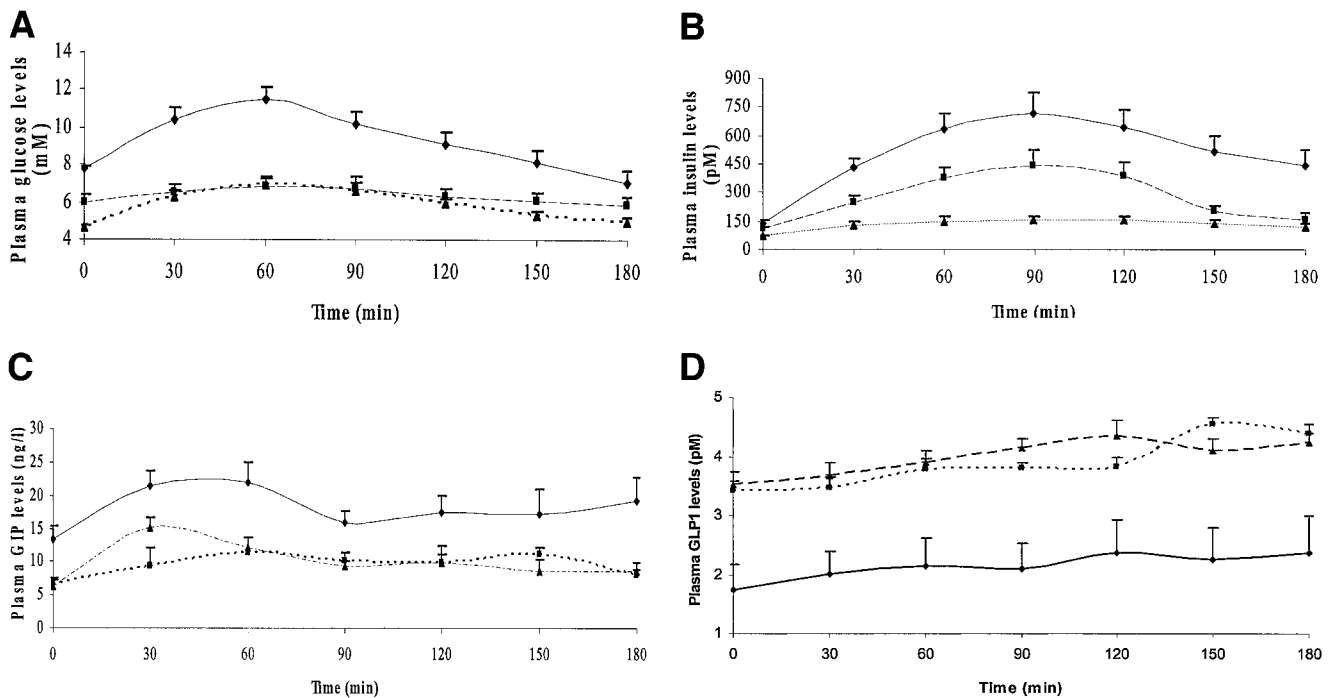 A
Plasma glucose levels
(mM)
14
12
10
8
6
4
0 30 60 90 120 150 180
Time (min)
B
Plasma insulin levels
(pM)
900
750
600
450
300
150
0
0 30 60 90 120 150 180
Time (min)
C
Plasma GIP levels (ng/l)
30
25
20
15
10
5
0
0 30 60 90 120 150 180
Time (min)
D
Plasma GLP1 levels (pM)
5
4
3
2
1
0 30 60 90 120 150 180
Time (min)